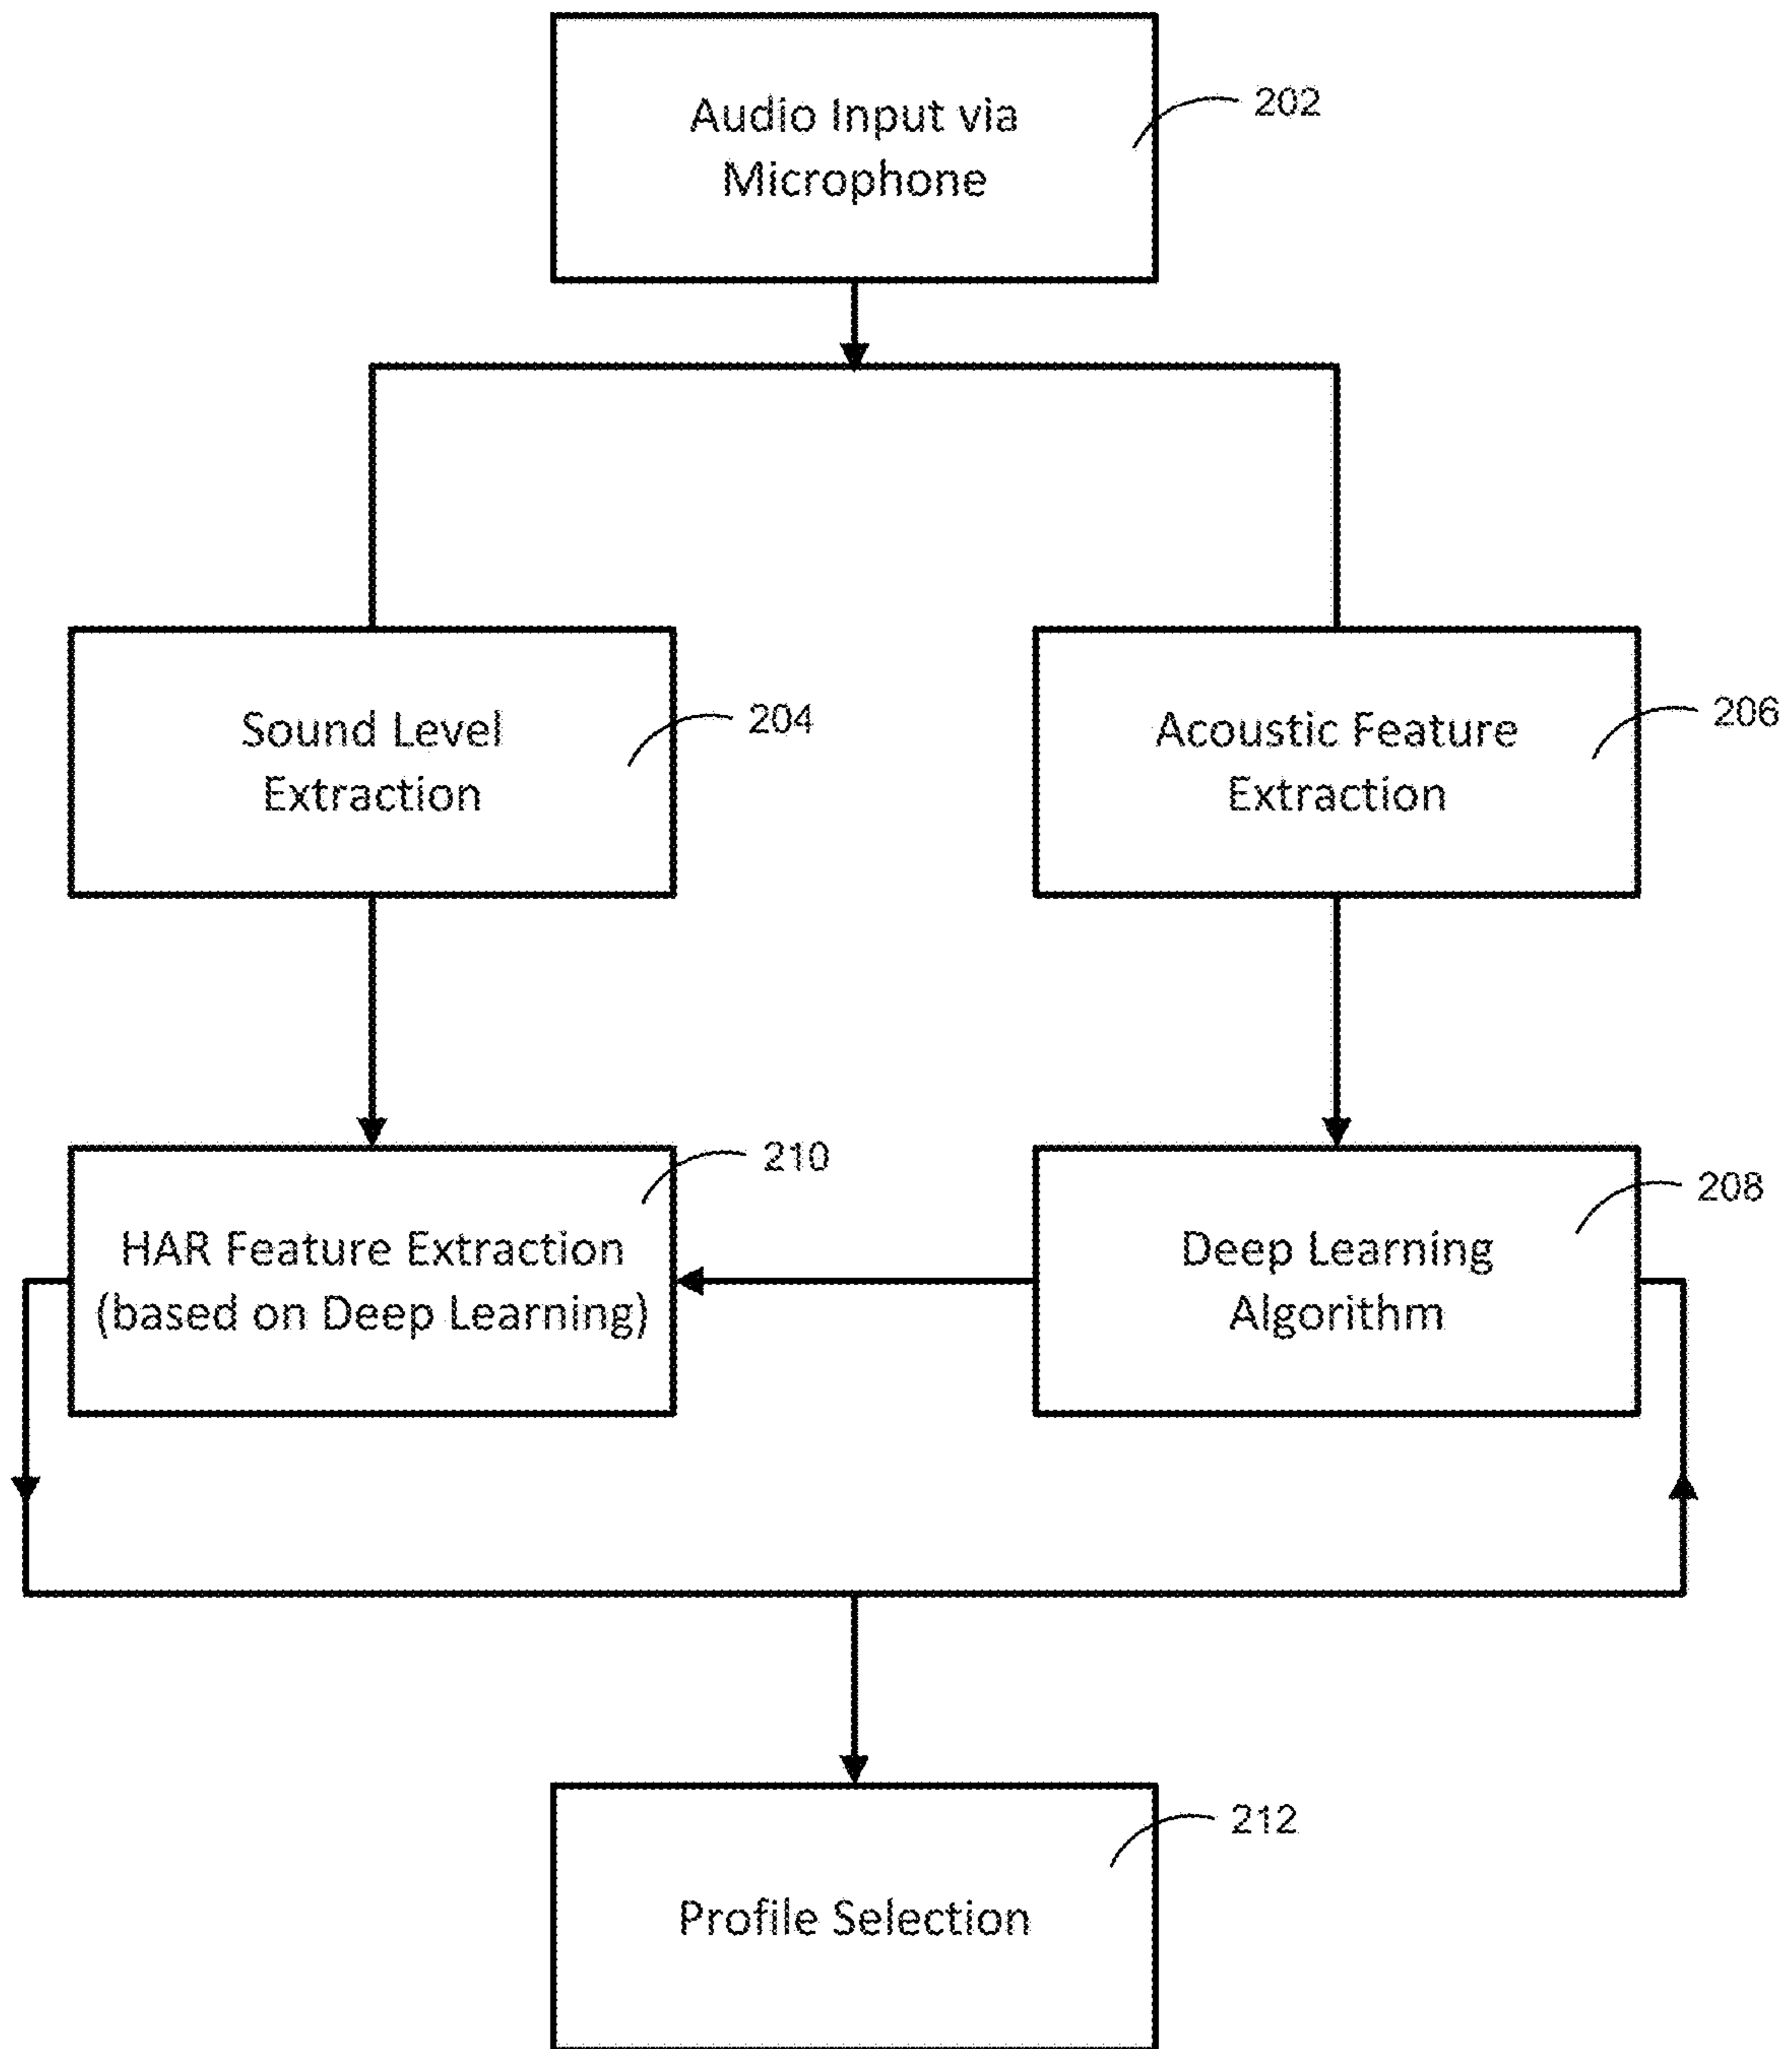 Audio Input via
Microphone
202
Sound Level
Extraction
204
Acoustic Feature
Extraction
206
HAR Feature Extraction
(based on Deep Learning)
210
Deep Learning
Algorithm
208
Profile Selection
212